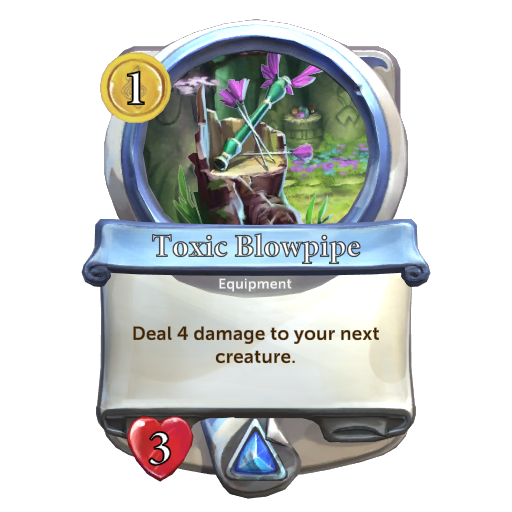 1
Toxic Blowpipe
Equipment
Deal 4 damage to your next
creature.
3